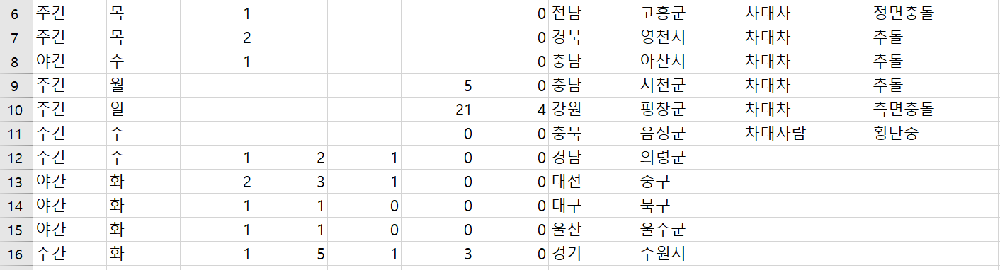 6 주간 목 1 0 전남 고흥군 차대차 정면충돌
7 주간 목 2 0 경북 영천시 차대차 추돌
8 야간 수 1 0 충남 아산시 차대차 추돌
9 주간 월 5 0 충남 서천군 차대차 추돌
10 주간 일 21 4 강원 평창군 차대차 측면충돌
11 주간 수 0 0 충북 음성군 차대사람 횡단중
12 주간 수 1 2 1 0 0 경남 의령군
13 야간 화 2 3 1 0 0 대전 중구
14 야간 화 1 1 0 0 0 대구 북구
15 야간 화 1 1 0 0 0 울산 울주군
16 주간 화 1 5 1 3 0 경기 수원시